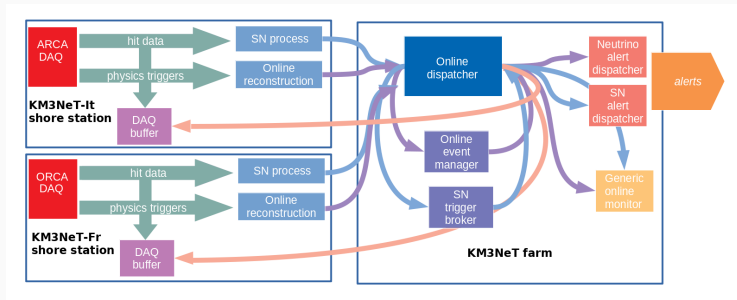 ARCA
DAQ
hit data
physics triggers
SN process
Online
reconstruction
KM3NeT-It
shore station
DAQ
buffer
ORCA
DAQ
hit data
physics triggers
SN process
Online
reconstruction
KM3NeT-Fr
shore station
DAQ
buffer
Online
dispatcher
Online
event
manager
SN
trigger
broker
KM3NeT farm
Neutrino
alert
dispatcher
SN
alert
dispatcher
Generic
online
monitor
alerts